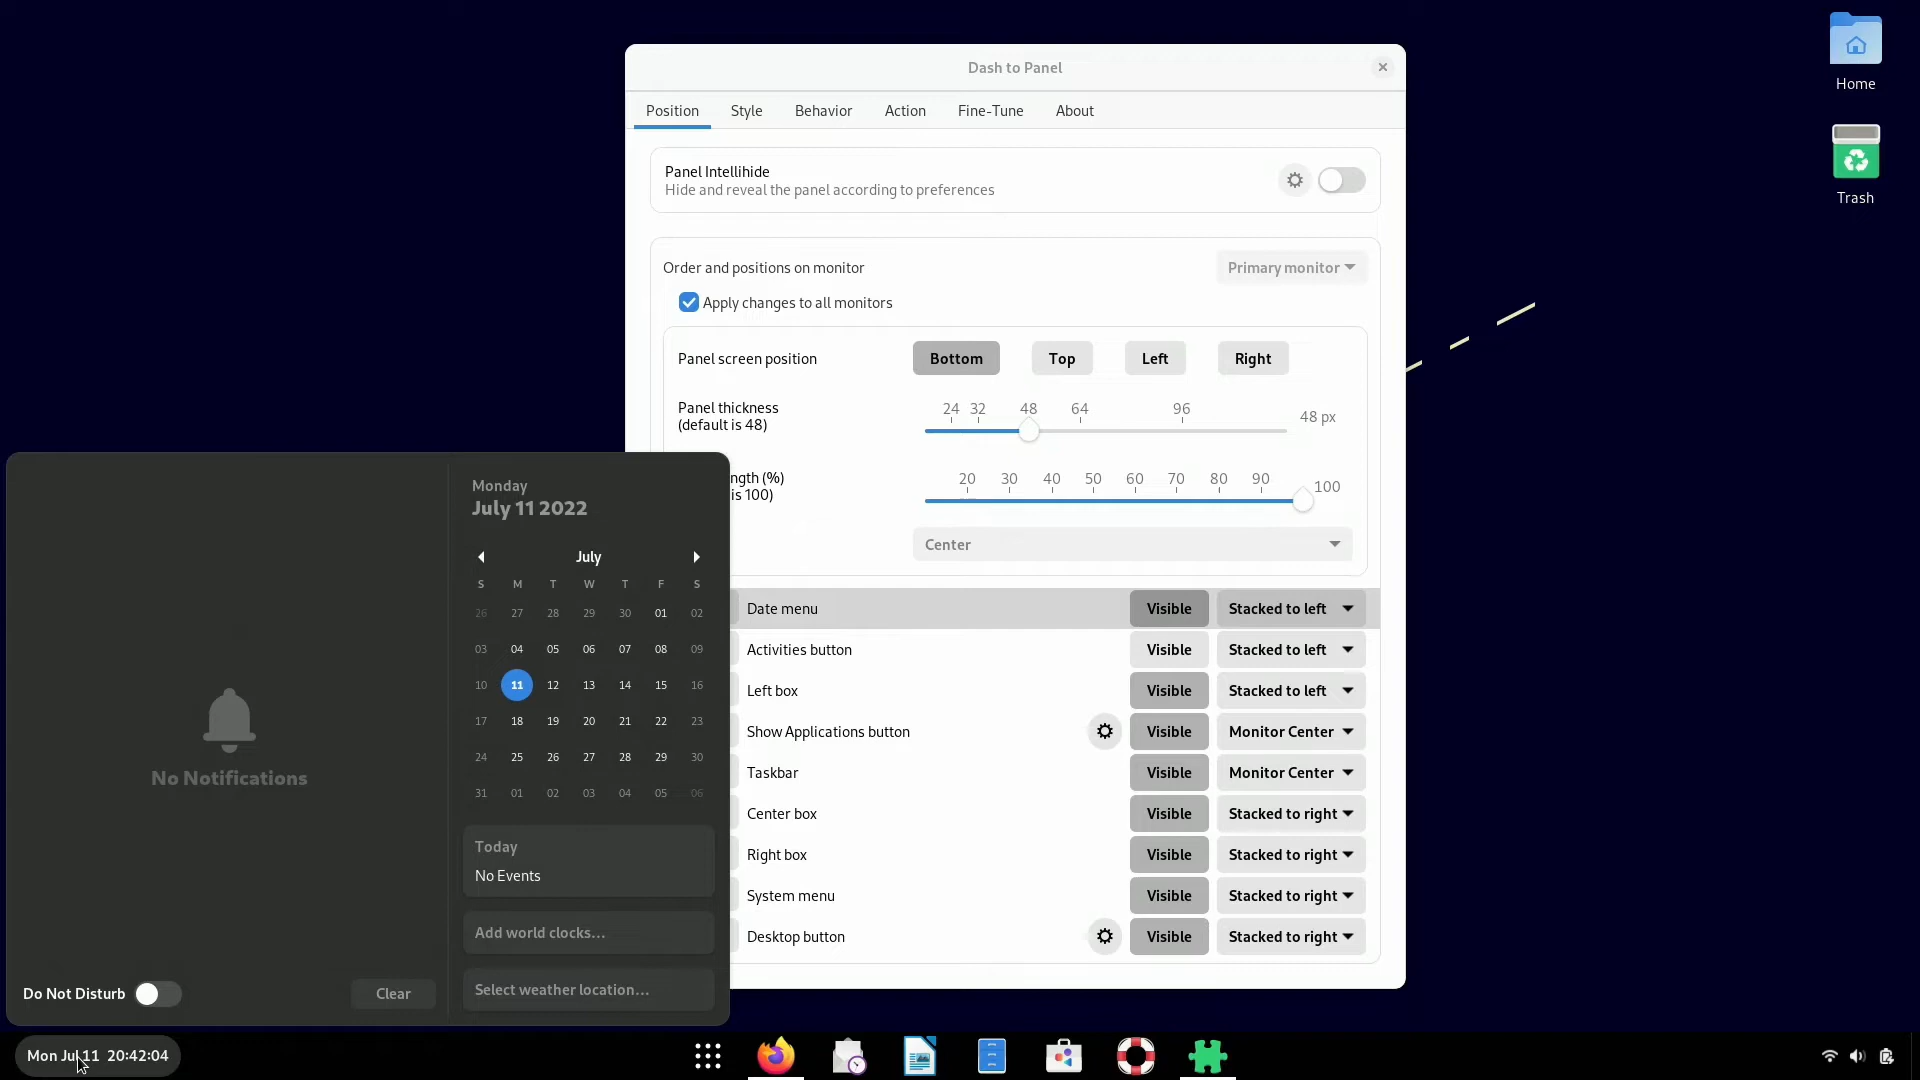 Home
Trash
Dash to Panel
Position Style Behavior Action Fine-Tune About
Panel Intellihide
Hide and reveal the panel according to preferences
Order and positions on monitor
Primary monitor
Apply changes to all monitors
Panel screen position
Bottom Top Left Right
Panel thickness
(default is 48)
24 32 48 64 96
48 px
ngth (%)
is 100)
20 30 40 50 60 70 80 90
100
Center
Date menu Visible Stacked to left
Activities button Visible Stacked to left
Left box Visible Stacked to left
Show Applications button Visible Monitor Center
Taskbar Visible Monitor Center
Center box Visible Stacked to right
Right box Visible Stacked to right
System menu Visible Stacked to right
Desktop button Visible Stacked to right
No Notifications
Do Not Disturb
Clear
Monday
July 11 2022
July
S M T W T F S
26 27 28 29 30 01 02
03 04 05 06 07 08 09
10 11 12 13 14 15 16
17 18 19 20 21 22 23
24 25 26 27 28 29 30
31 01 02 03 04 05 06
Today
No Events
Add world clocks...
Select weather location...
Mon Jul 11 20:42:04